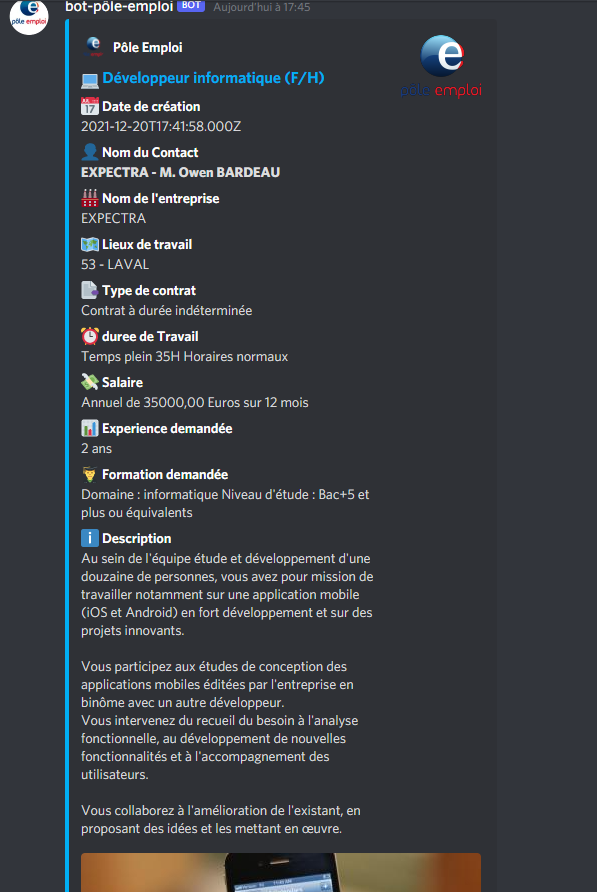 pôle emploi
bot-pôle-emploi BOT Aujourd'hui à 17:45
Pôle Emploi
pôle emploi
Développeur informatique (F/H)
Date de création
2021-12-20T17:41:58.000Z
Nom du Contact
EXPECTRA - M. Owen BARDEAU
Nom de l'entreprise
EXPECTRA
Lieux de travail
53 - LAVAL
Type de contrat
Contrat à durée indéterminée
duree de Travail
Temps plein 35H Horaires normaux
Salaire
Annuel de 35000,00 Euros sur 12 mois
Experience demandée
2 ans
Formation demandée
Domaine : informatique Niveau d'étude : Bac+5 et
plus ou équivalents
Description
Au sein de l'équipe étude et développement d'une
douzaine de personnes, vous avez pour mission de
travailler notamment sur une application mobile
(iOS et Android) en fort développement et sur des
projets innovants.
Vous participez aux études de conception des
applications mobiles éditées par l'entreprise en
binôme avec un autre développeur.
Vous intervenez du recueil du besoin à l'analyse
fonctionnelle, au développement de nouvelles
fonctionnalités et à l'accompagnement des
utilisateurs.
Vous collaborez à l'amélioration de l'existant, en
proposant des idées et les mettant en œuvre.